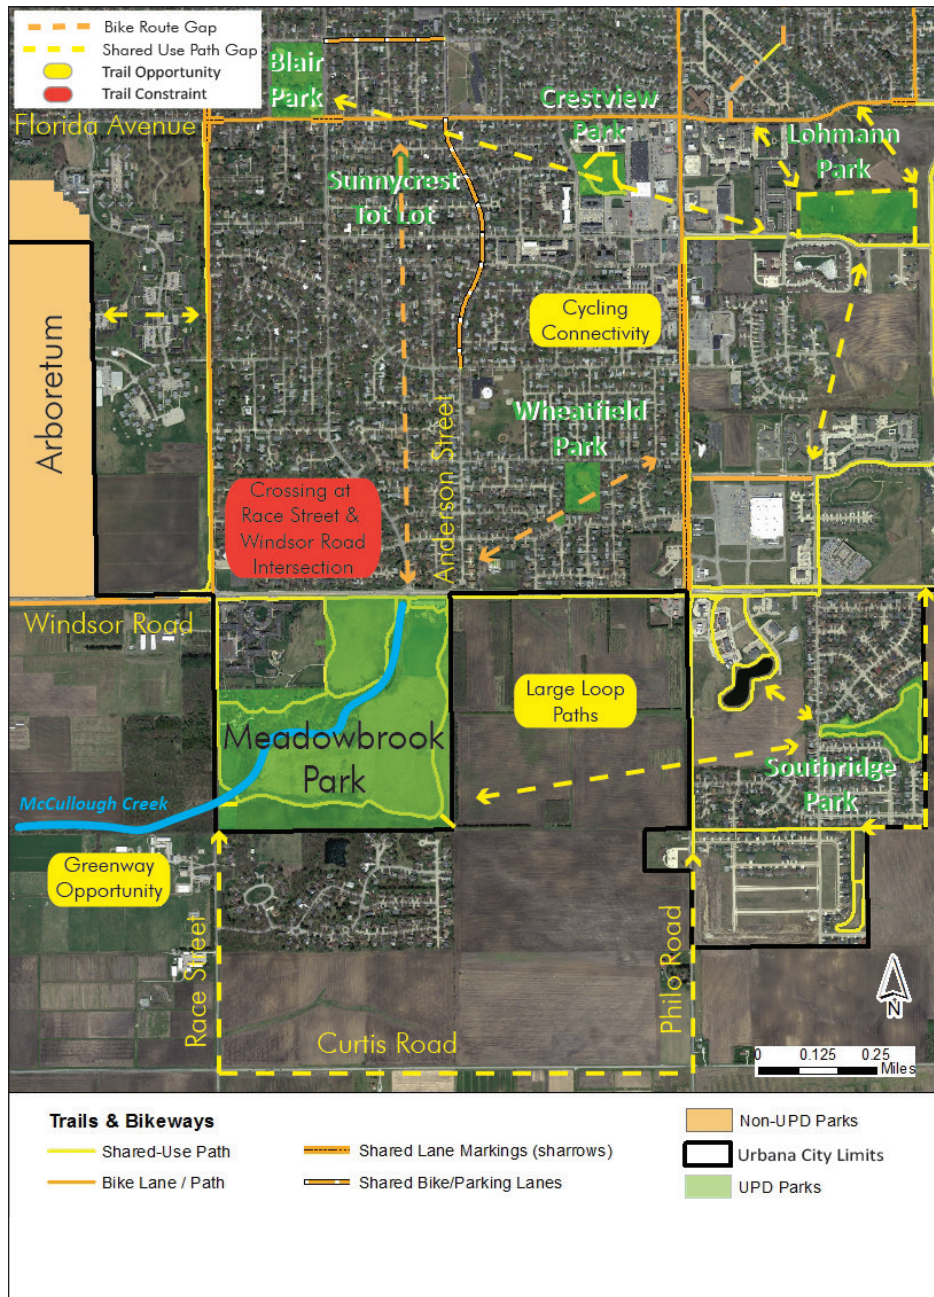 Bike Route Gap
Shared Use Path Gap
Trail Opportunity
Trail Constraint
Blair
Park
Crestview
Park
Florida Avenue
Lohmann
Park
Sunnycrest
Tot Lot
Cycling
Connectivity
Arboretum
Anderson Street
Wheatfield
Park
Crossing at
Race Street &
Windsor Road
Intersection
Windsor Road
Large Loop
Paths
Meadowbrook
Park
Southridge
Park
McCullough Creek
Greenway
Opportunity
Race Street
Philo Road
Curtis Road
N
0 0.125 0.25
Miles
Trails & Bikeways
Shared-Use Path
Bike Lane / Path
Shared Lane Markings (sharrows)
Shared Bike/Parking Lanes
Non-UPD Parks
Urbana City Limits
UPD Parks